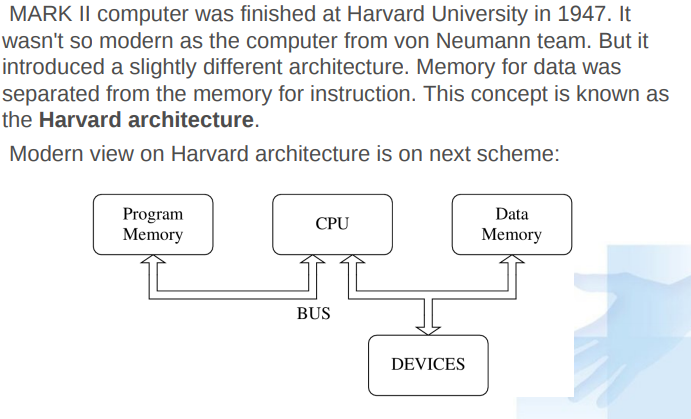 MARK II computer was finished at Harvard University in 1947. It
wasn't so modern as the computer from von Neumann team. But it
introduced a slightly different architecture. Memory for data was
separated from the memory for instruction. This concept is known as
the Harvard architecture.
Modern view on Harvard architecture is on next scheme:
Program
Memory
CPU
Data
Memory
BUS
DEVICES